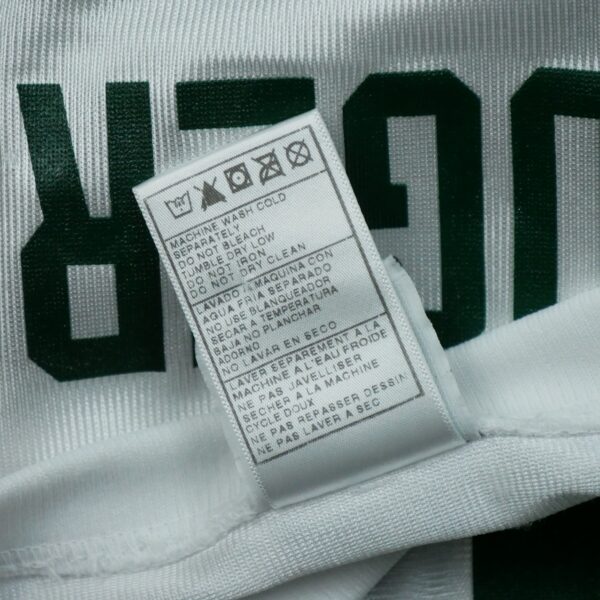 MACHINE WASH COLD
SEPARATELY
DO NOT BLEACH
TUMBLE DRY LOW
DO NOT IRON
DO NOT DRY CLEAN
LAVADO A MAQUINA CON
AGUA FRIA SEPARADO
NO USE BLANQUEADOR
SECAR A TEMPERATURA
BAJA NO PLANCHAR
ADORNO
NO LAVAR EN SECO
LAVER SEPAREMENT A LA
MACHINE A L'EAU FROIDE
NE PAS JAVELLISER
SECHER A LA MACHINE
CYCLE DOUX
NE PAS REPASSER DESSIN
NE PAS LAVER A SEC